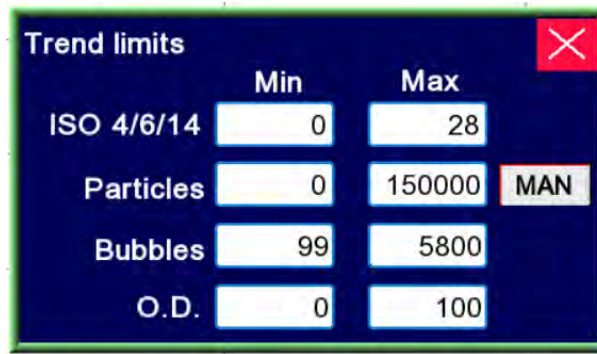 Trend limits
Min Max
ISO 4/6/14 0 28
Particles 0 150000 MAN
Bubbles 99 5800
O.D. 0 100